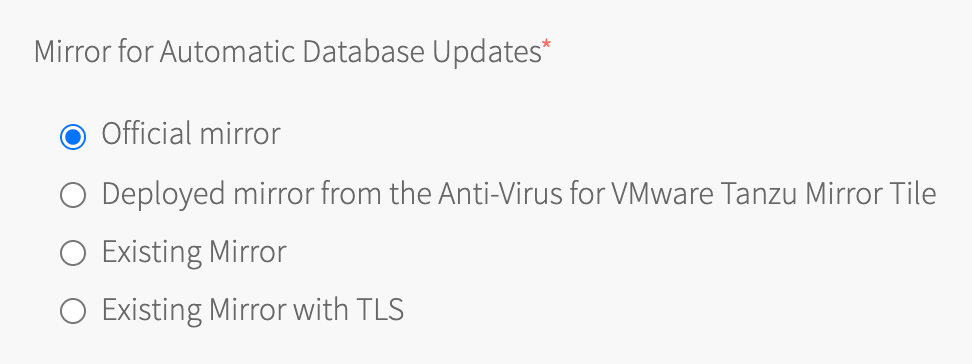 Mirror for Automatic Database Updates*
Official mirror
Deployed mirror from the Anti-Virus for VMware Tanzu Mirror Tile
Existing Mirror
Existing Mirror with TLS